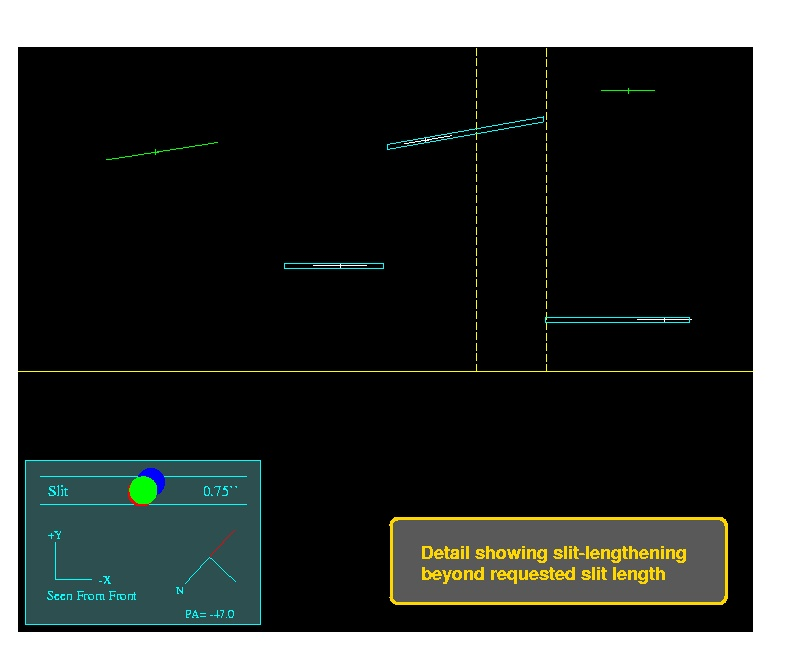 Slit 0.75``
+Y
-X
Seen From Front
N
PA= -47.0
Detail showing slit-lengthening
beyond requested slit length